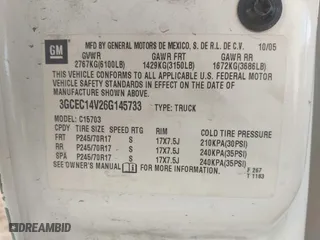 GM
MFD BY GENERAL MOTORS DE MEXICO, S. DE R.L. DE C.V. 10/05
GVWR GAWR FRT GAWR RR
2767KG(6100LB) 1429KG(3150LB) 1672KG(3686LB)
THIS VEHICLE CONFORMS TO ALL APPLICABLE U.S. FEDERAL MOTOR
VEHICLE SAFETY STANDARDS IN EFFECT ON THE DATE OF
MANUFACTURE SHOWN ABOVE.
3GCEC14V26G145733 TYPE: TRUCK
MODEL: C15703
CPDY TIRE SIZE SPEED RTG RIM COLD TIRE PRESSURE
FRT P245/70R17 S 17X7.5J 210KPA(30PSI)
RR P245/70R17 S 17X7.5J 240KPA(35PSI)
SPA P245/70R17 S 17X7.5J 240KPA(35PSI)
SEE OWNER'S MANUAL FOR ADDITIONAL INFORMATION
F 267
T 1183
DREAMBID